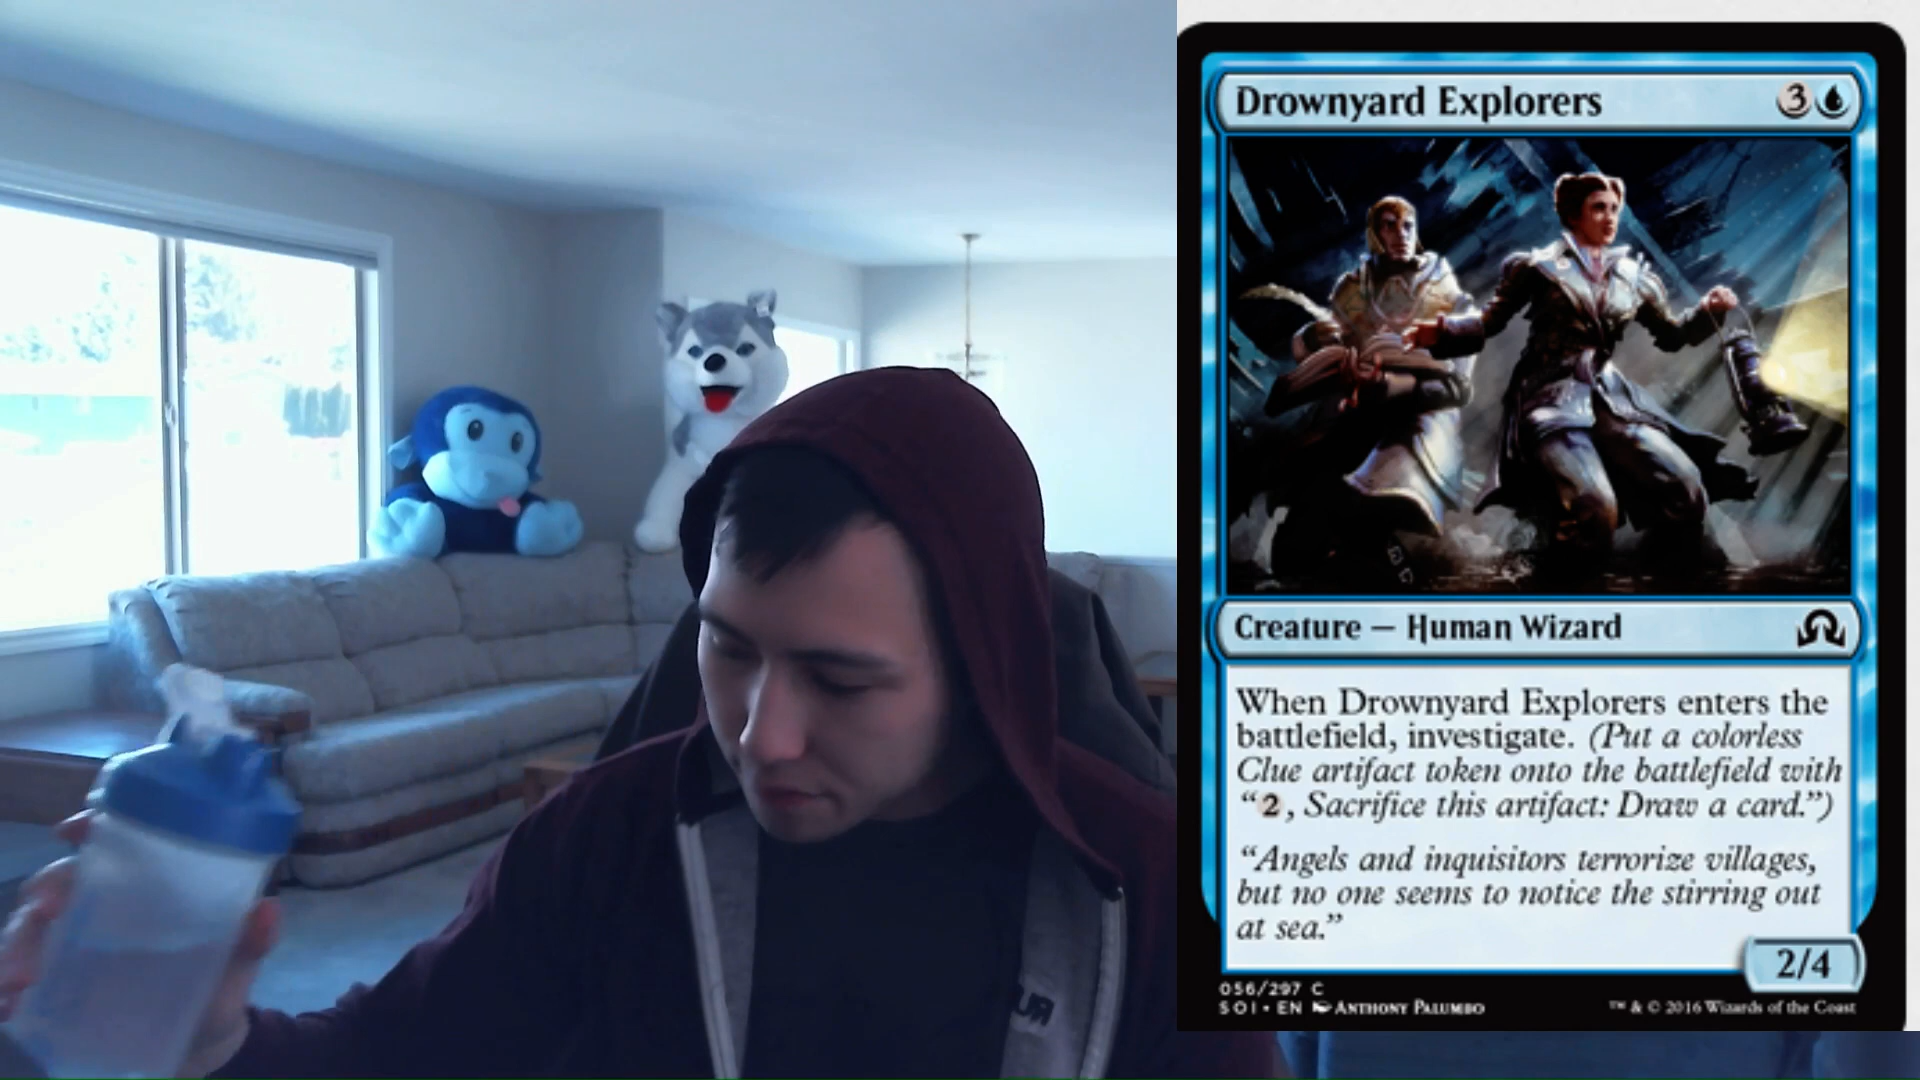 Drownyard Explorers 3
Creature — Human Wizard
When Drownyard Explorers enters the
battlefield, investigate. (Put a colorless
Clue artifact token onto the battlefield with
“2, Sacrifice this artifact: Draw a card.”)
“Angels and inquisitors terrorize villages,
but no one seems to notice the stirring out
at sea.”
2/4
056/297 C
SOI • EN ANTHONY PALUMBO
™ & © 2016 Wizards of the Coast